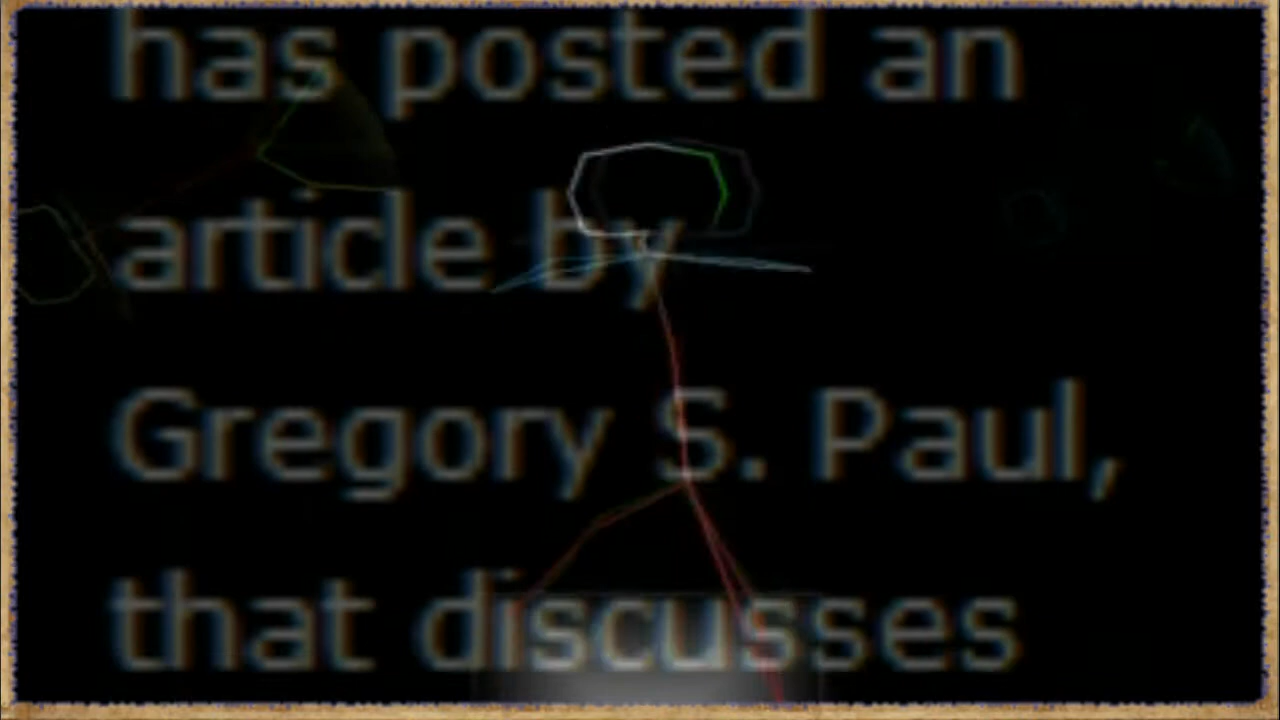 has posted an
article by
Gregory S. Paul,
that discusses